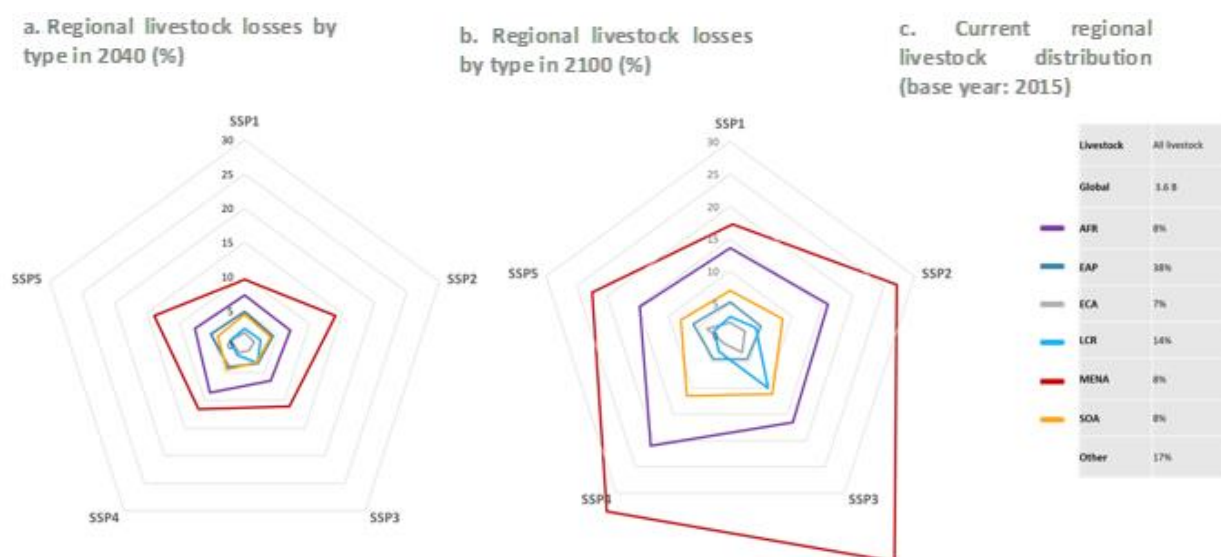 a. Regional livestock losses by
type in 2040 (%)
b. Regional livestock losses
by type in 2100 (%)
c. Current regional
livestock distribution
(base year: 2015)
SSP1
30
25
20
15
10
5
0
SSP2
SSP3
SSP4
SSP5
SSP1
30
25
20
15
10
5
SSP2
SSP3
SSP4
SSP5
Livestock All livestock
Global 3.6 B
AFR 8%
EAP 38%
ECA 7%
LCR 14%
MENA 8%
SOA 8%
Other 17%